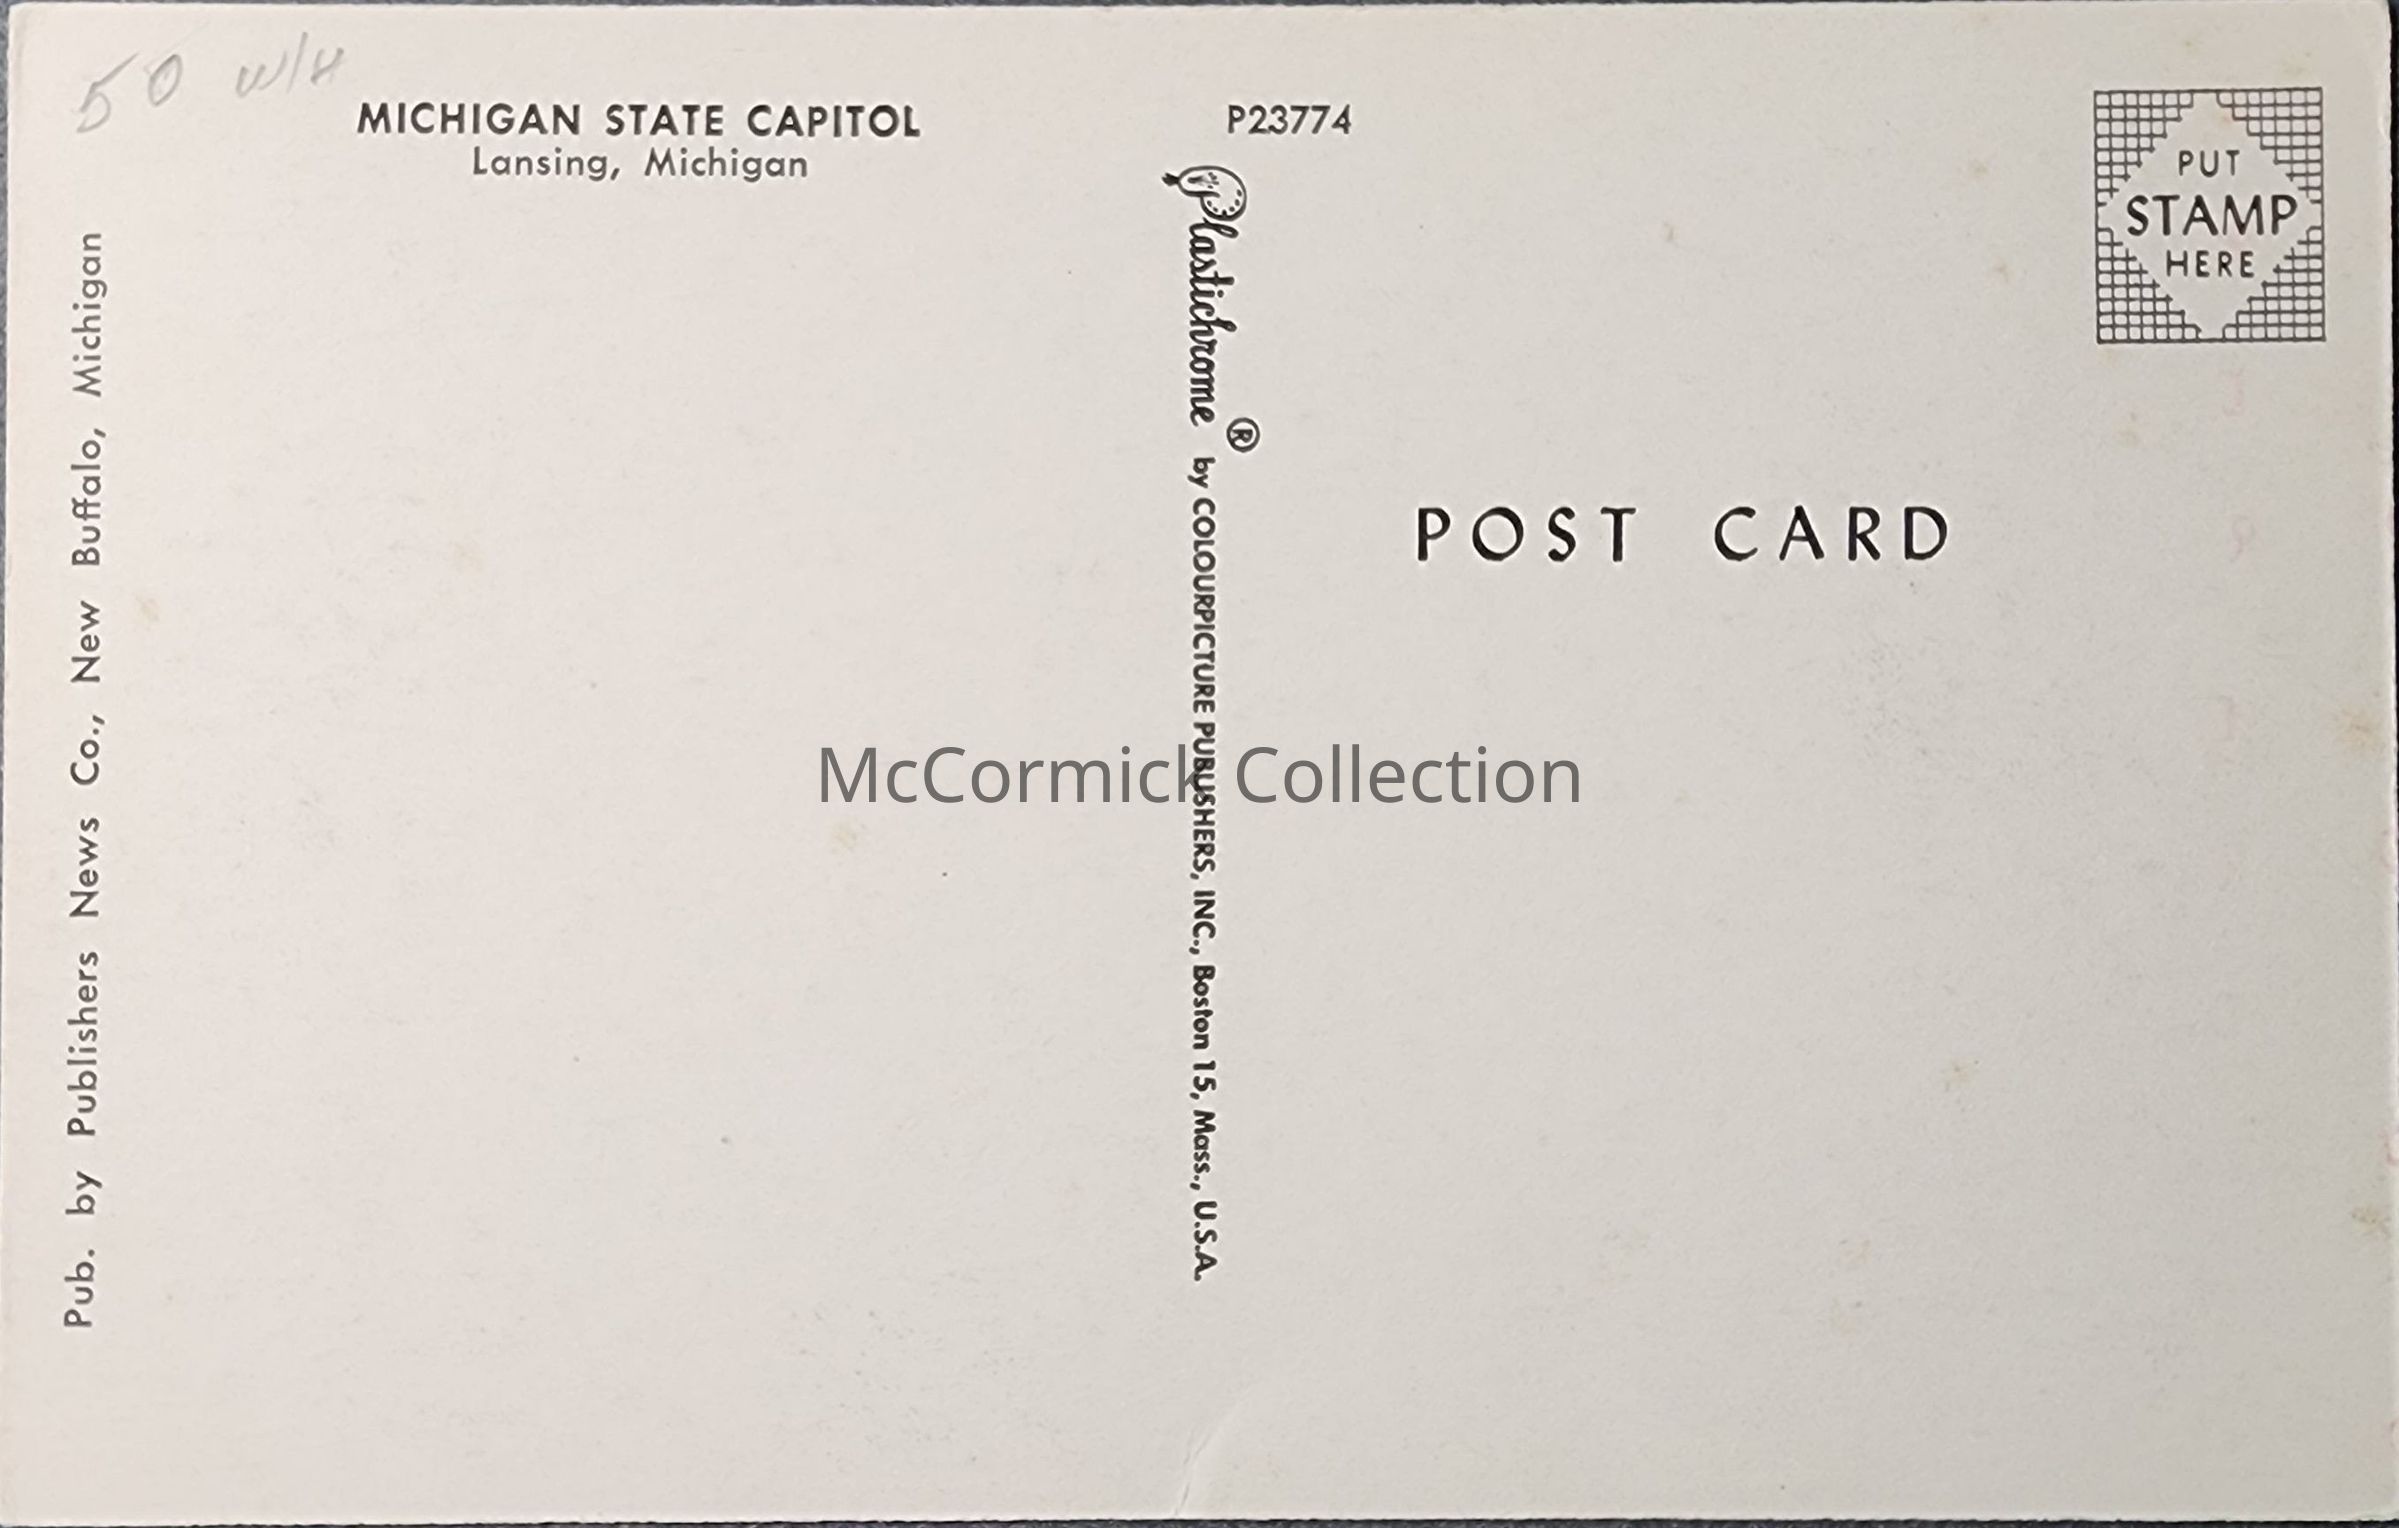 50 w/H
MICHIGAN STATE CAPITOL
Lansing, Michigan
P23774
PUT
STAMP
HERE
Pub. by Publishers News Co., New Buffalo, Michigan
Plastichrome ® by COLOURPICTURE PUBLISHERS, INC., Boston 15, Mass., U.S.A.
POST CARD
McCormick Collection